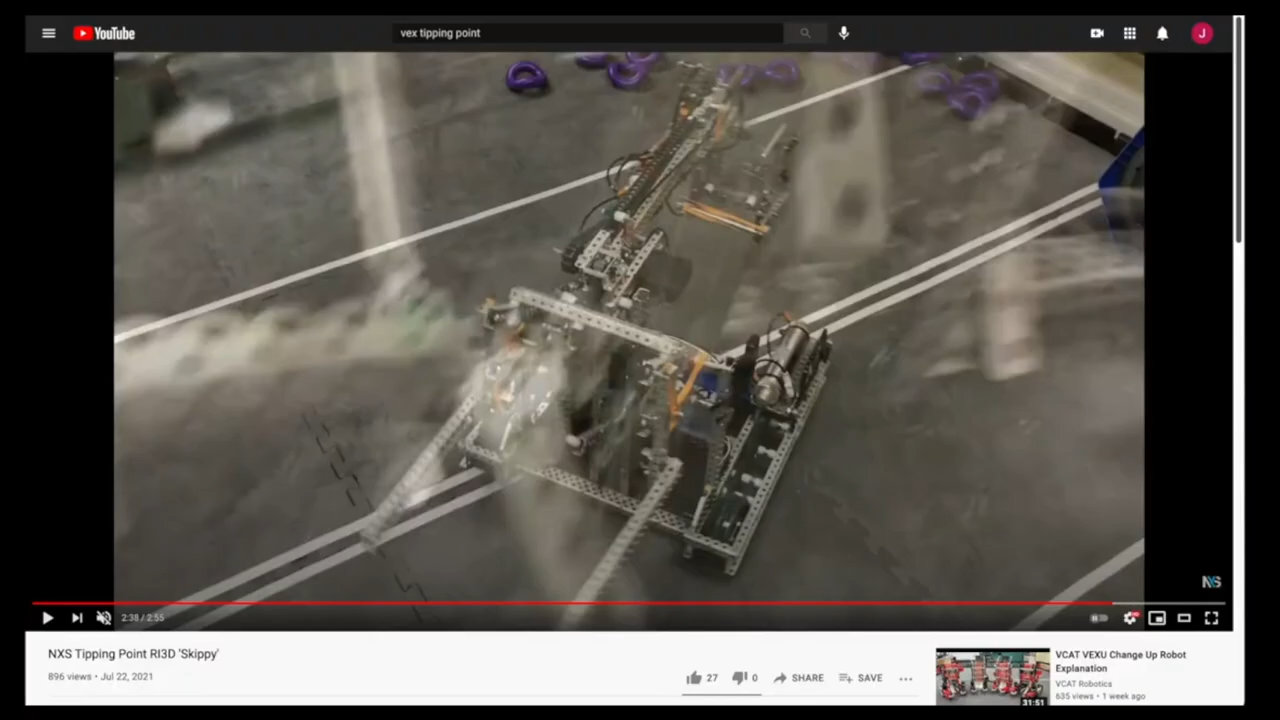 YouTube
vex tipping point
J
NXS
2:38 / 2:55
NXS Tipping Point RI3D 'Skippy'
896 views • Jul 22, 2021
27
0
SHARE
SAVE
VCAT VEXU Change Up Robot
Explanation
VCAT Robotics
635 views • 1 week ago
31:51